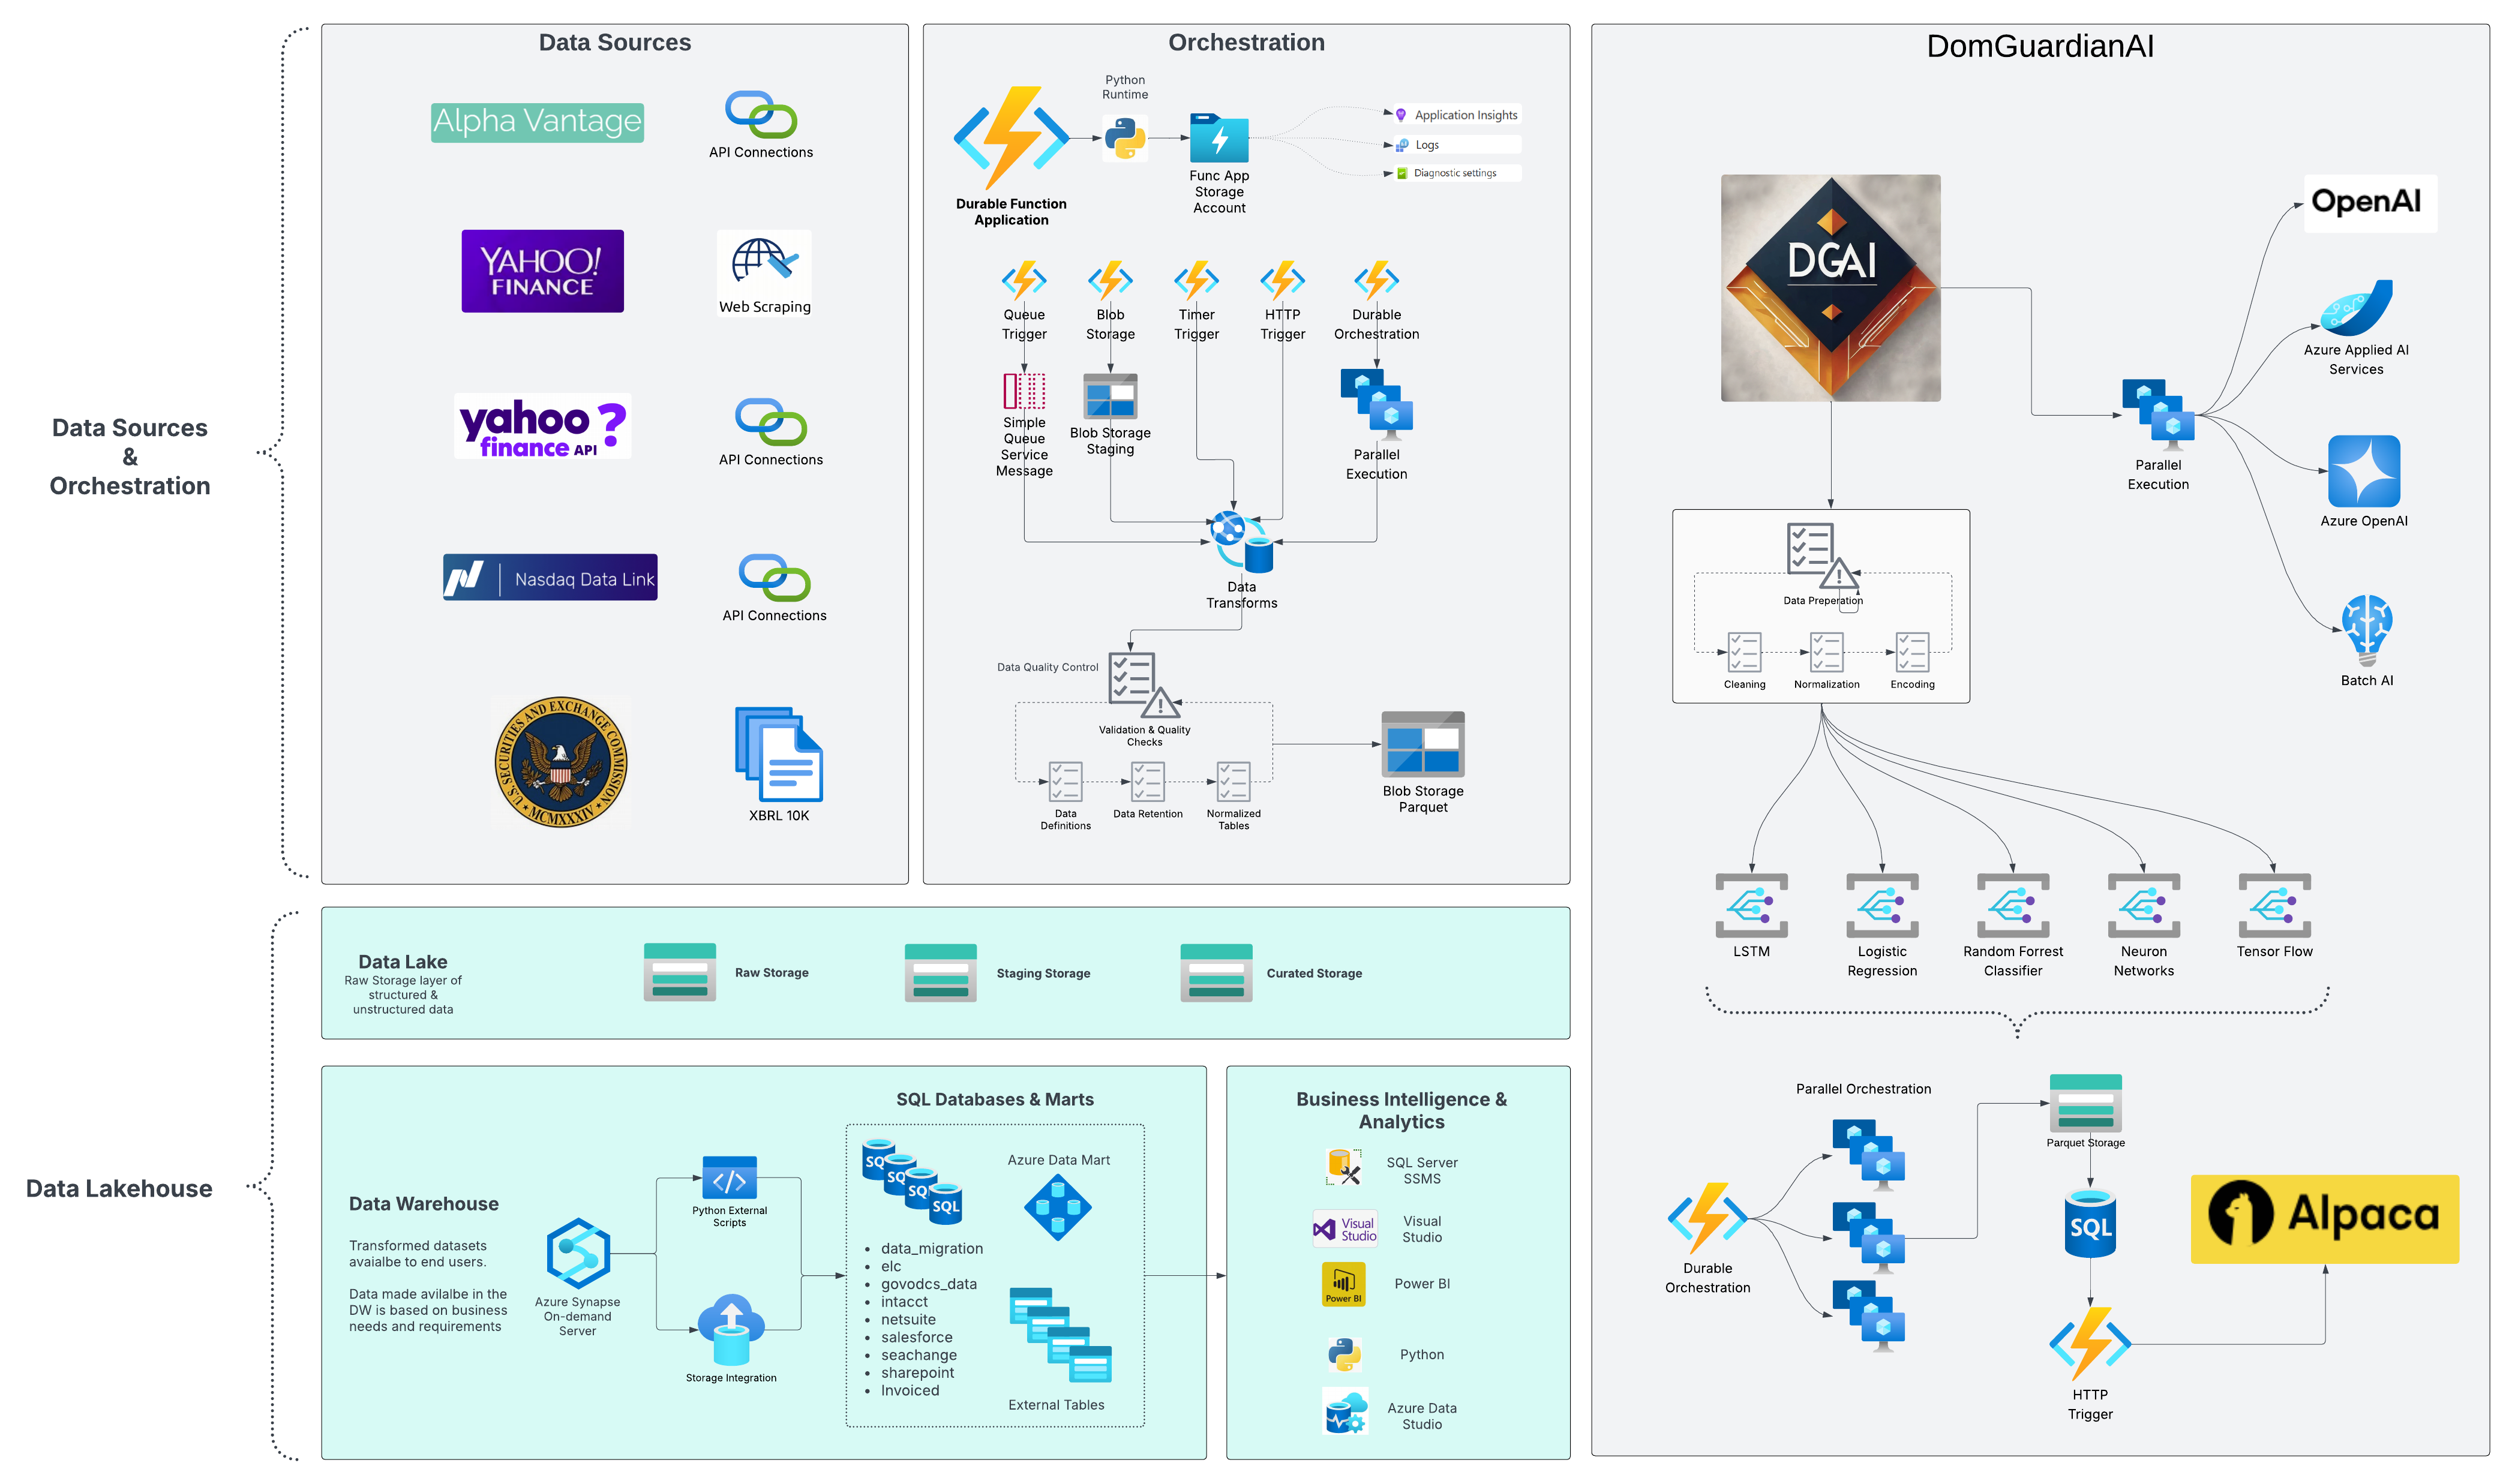 Data Sources
&
Orchestration
Data Lakehouse
Data Sources
Alpha Vantage
API Connections
YAHOO!
FINANCE
Web Scraping
yahoo?
finance API
API Connections
Nasdaq Data Link
API Connections
U.S. SECURITIES AND EXCHANGE COMMISSION
MCMXXXIV
XBRL 10K
Orchestration
Python
Runtime
Durable Function
Application
Func App
Storage
Account
Application Insights
Logs
Diagnostic settings
Queue
Trigger
Blob
Storage
Timer
Trigger
HTTP
Trigger
Durable
Orchestration
Simple
Queue
Service
Message
Blob Storage
Staging
Parallel
Execution
Data
Transforms
Data Quality Control
Validation & Quality
Checks
Data
Definitions
Data Retention
Normalized
Tables
Blob Storage
Parquet
Data Lake
Raw Storage layer of
structured &
unstructured data
Raw Storage
Staging Storage
Curated Storage
Data Warehouse
Transformed datasets
avaialbe to end users.
Data made avilalbe in the
DW is based on business
needs and requirements
Azure Synapse
On-demand
Server
Python External
Scripts
Storage Integration
SQL Databases & Marts
SQL
SQL
SQL
SQL
Azure Data Mart
• data_migration
• elc
• govodcs_data
• intacct
• netsuite
• salesforce
• seachange
• sharepoint
• Invoiced
External Tables
Business Intelligence &
Analytics
SQL Server
SSMS
Visual
Studio
Visual
Studio
Power BI
Power BI
Python
Azure Data
Studio
DomGuardianAI
DGAI
OpenAI
Azure Applied AI
Services
Parallel
Execution
Azure OpenAI
Batch AI
Data Preperation
Cleaning
Normalization
Encoding
LSTM
Logistic
Regression
Random Forrest
Classifier
Neuron
Networks
Tensor Flow
Parallel Orchestration
Durable
Orchestration
Parquet Storage
SQL
HTTP
Trigger
Alpaca